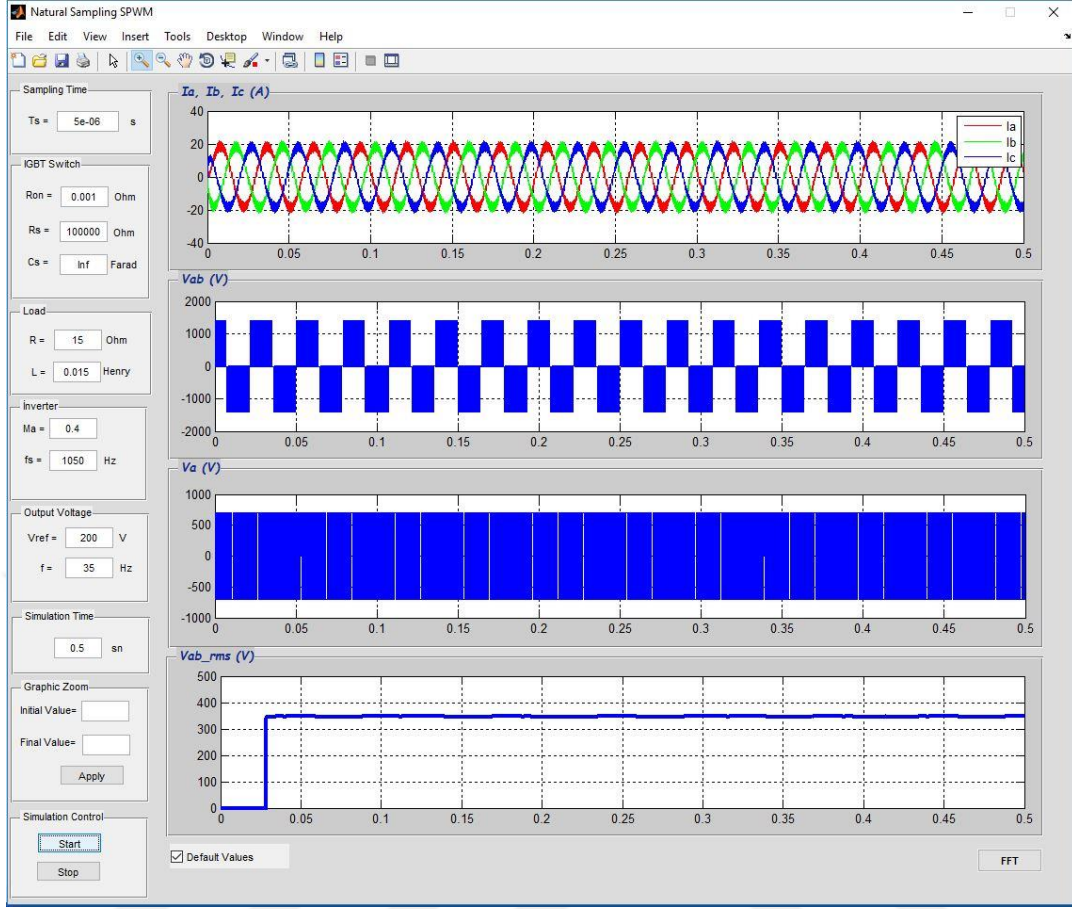 Natural Sampling SPWM
File Edit View Insert Tools Desktop Window Help
Sampling Time
Ts = 5e-06 s
IGBT Switch
Ron = 0.001 Ohm
Rs = 100000 Ohm
Cs = Inf Farad
Load
R = 15 Ohm
L = 0.015 Henry
İnverter
Ma = 0.4
fs = 1050 Hz
Output Voltage
Vref = 200 V
f = 35 Hz
Simulation Time
0.5 sn
Graphic Zoom
Initial Value=
Final Value=
Apply
Simulation Control
Start
Stop
Ia, Ib, Ic (A)
40
20
0
-20
-40
0 0.05 0.1 0.15 0.2 0.25 0.3 0.35 0.4 0.45 0.5
Ia
Ib
Ic
Vab (V)
2000
1000
0
-1000
-2000
0 0.05 0.1 0.15 0.2 0.25 0.3 0.35 0.4 0.45 0.5
Va (V)
1000
500
0
-500
-1000
0 0.05 0.1 0.15 0.2 0.25 0.3 0.35 0.4 0.45 0.5
Vab_rms (V)
500
400
300
200
100
0
0 0.05 0.1 0.15 0.2 0.25 0.3 0.35 0.4 0.45 0.5
Default Values
FFT